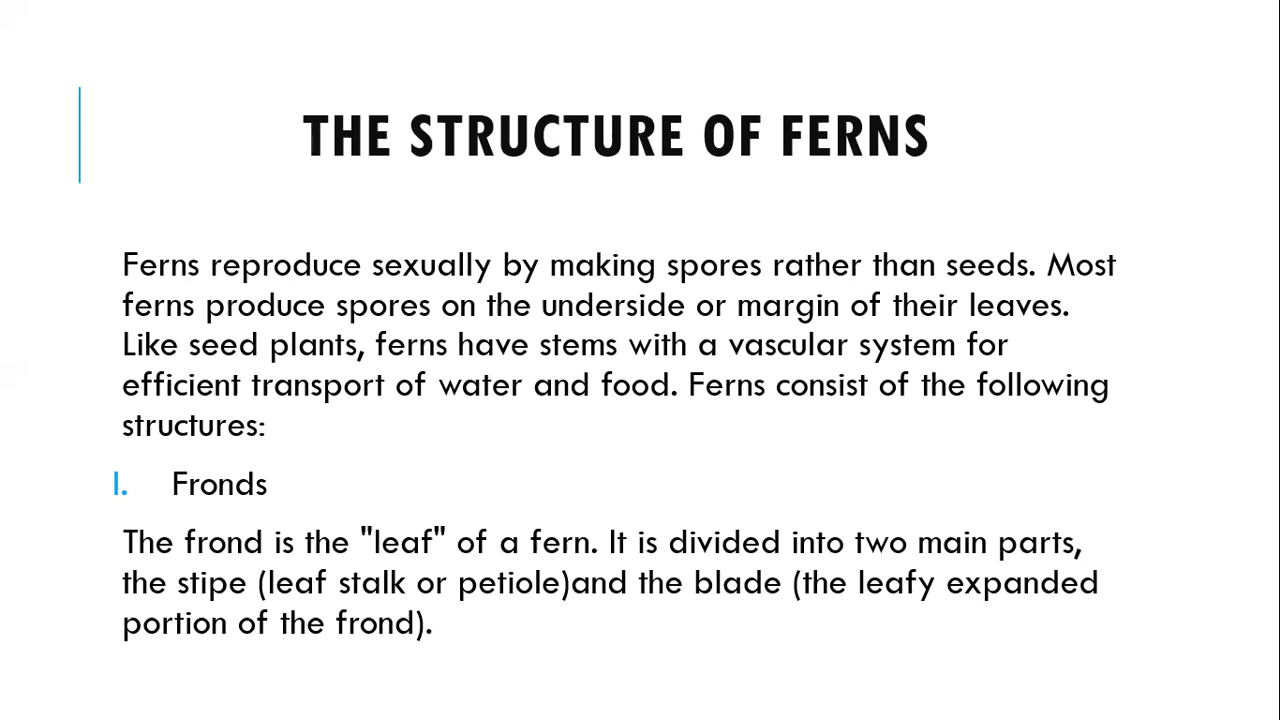 THE STRUCTURE OF FERNS
Ferns reproduce sexually by making spores rather than seeds. Most
ferns produce spores on the underside or margin of their leaves.
Like seed plants, ferns have stems with a vascular system for
efficient transport of water and food. Ferns consist of the following
structures:
I. Fronds
The frond is the "leaf" of a fern. It is divided into two main parts,
the stipe (leaf stalk or petiole)and the blade (the leafy expanded
portion of the frond).